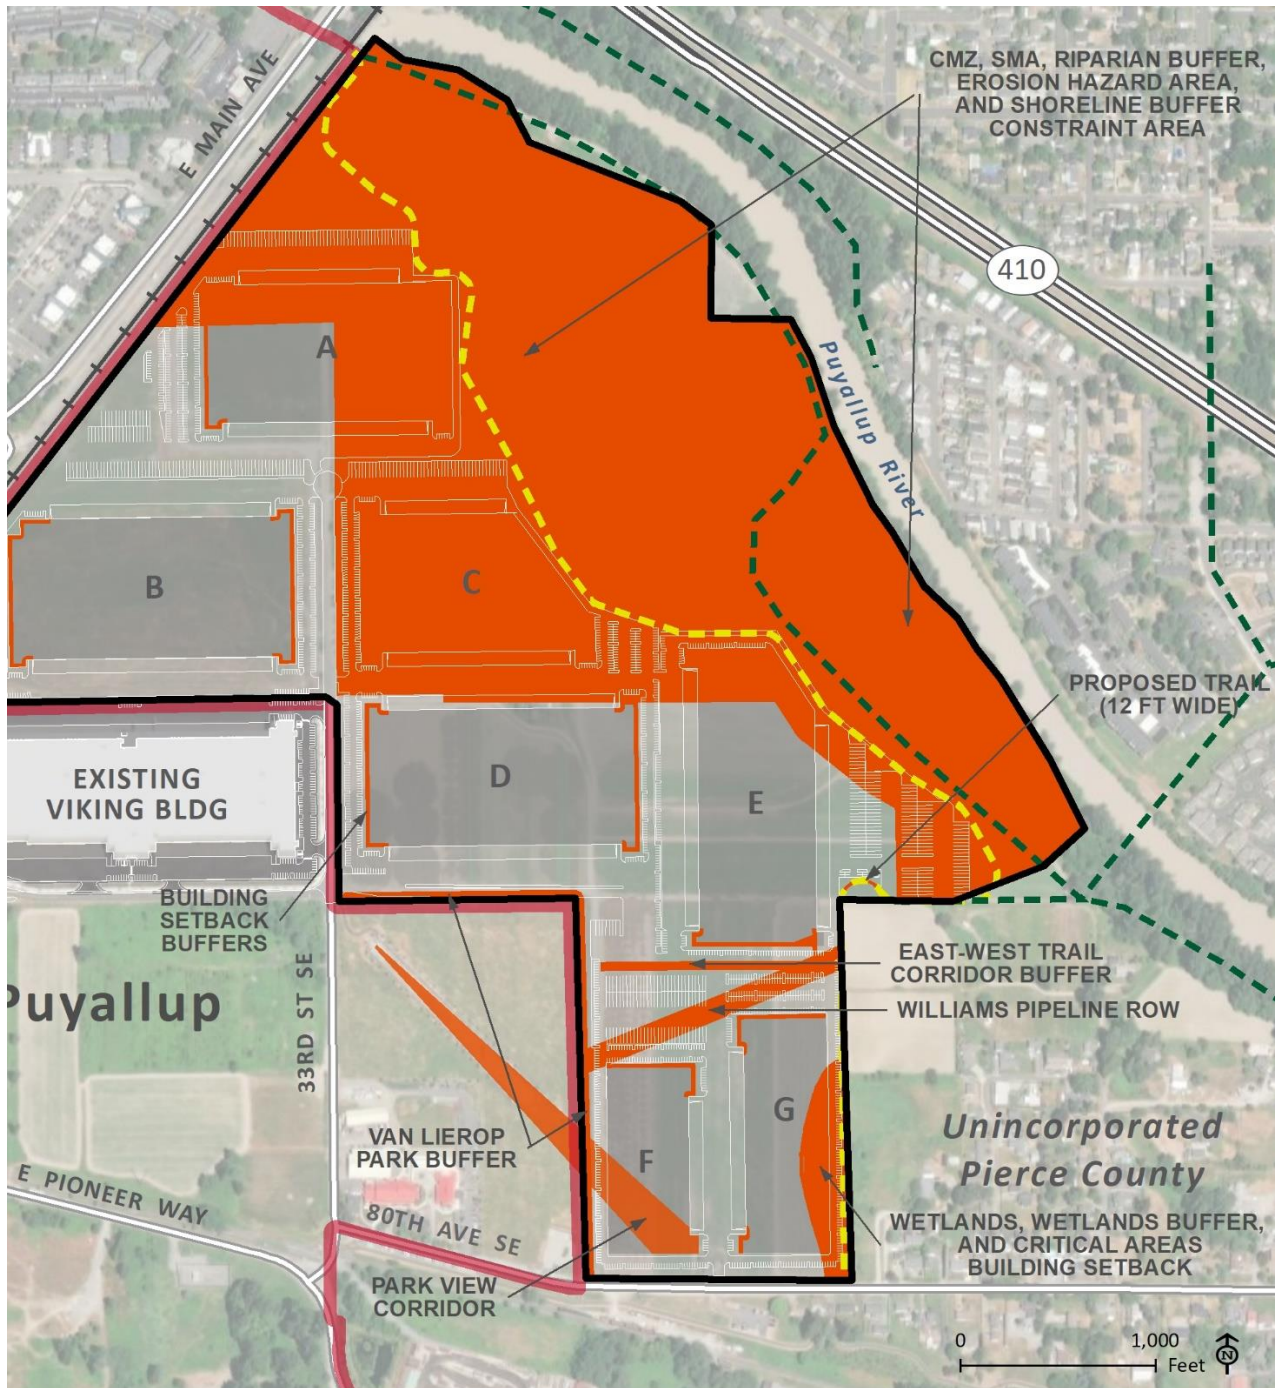 CMZ, SMA, RIPARIAN BUFFER,
EROSION HAZARD AREA,
AND SHORELINE BUFFER
CONSTRAINT AREA
E MAIN AVE
410
A
Puyallup River
B
C
PROPOSED TRAIL
(12 FT WIDE)
EXISTING
VIKING BLDG
D
E
BUILDING
SETBACK
BUFFERS
EAST-WEST TRAIL
CORRIDOR BUFFER
Puyallup
WILLIAMS PIPELINE ROW
33RD ST SE
G
VAN LIEROP
PARK BUFFER
F
Unincorporated
Pierce County
E PIONEER WAY
80TH AVE SE
WETLANDS, WETLANDS BUFFER,
AND CRITICAL AREAS
BUILDING SETBACK
PARK VIEW
CORRIDOR
0 1,000
Feet
N